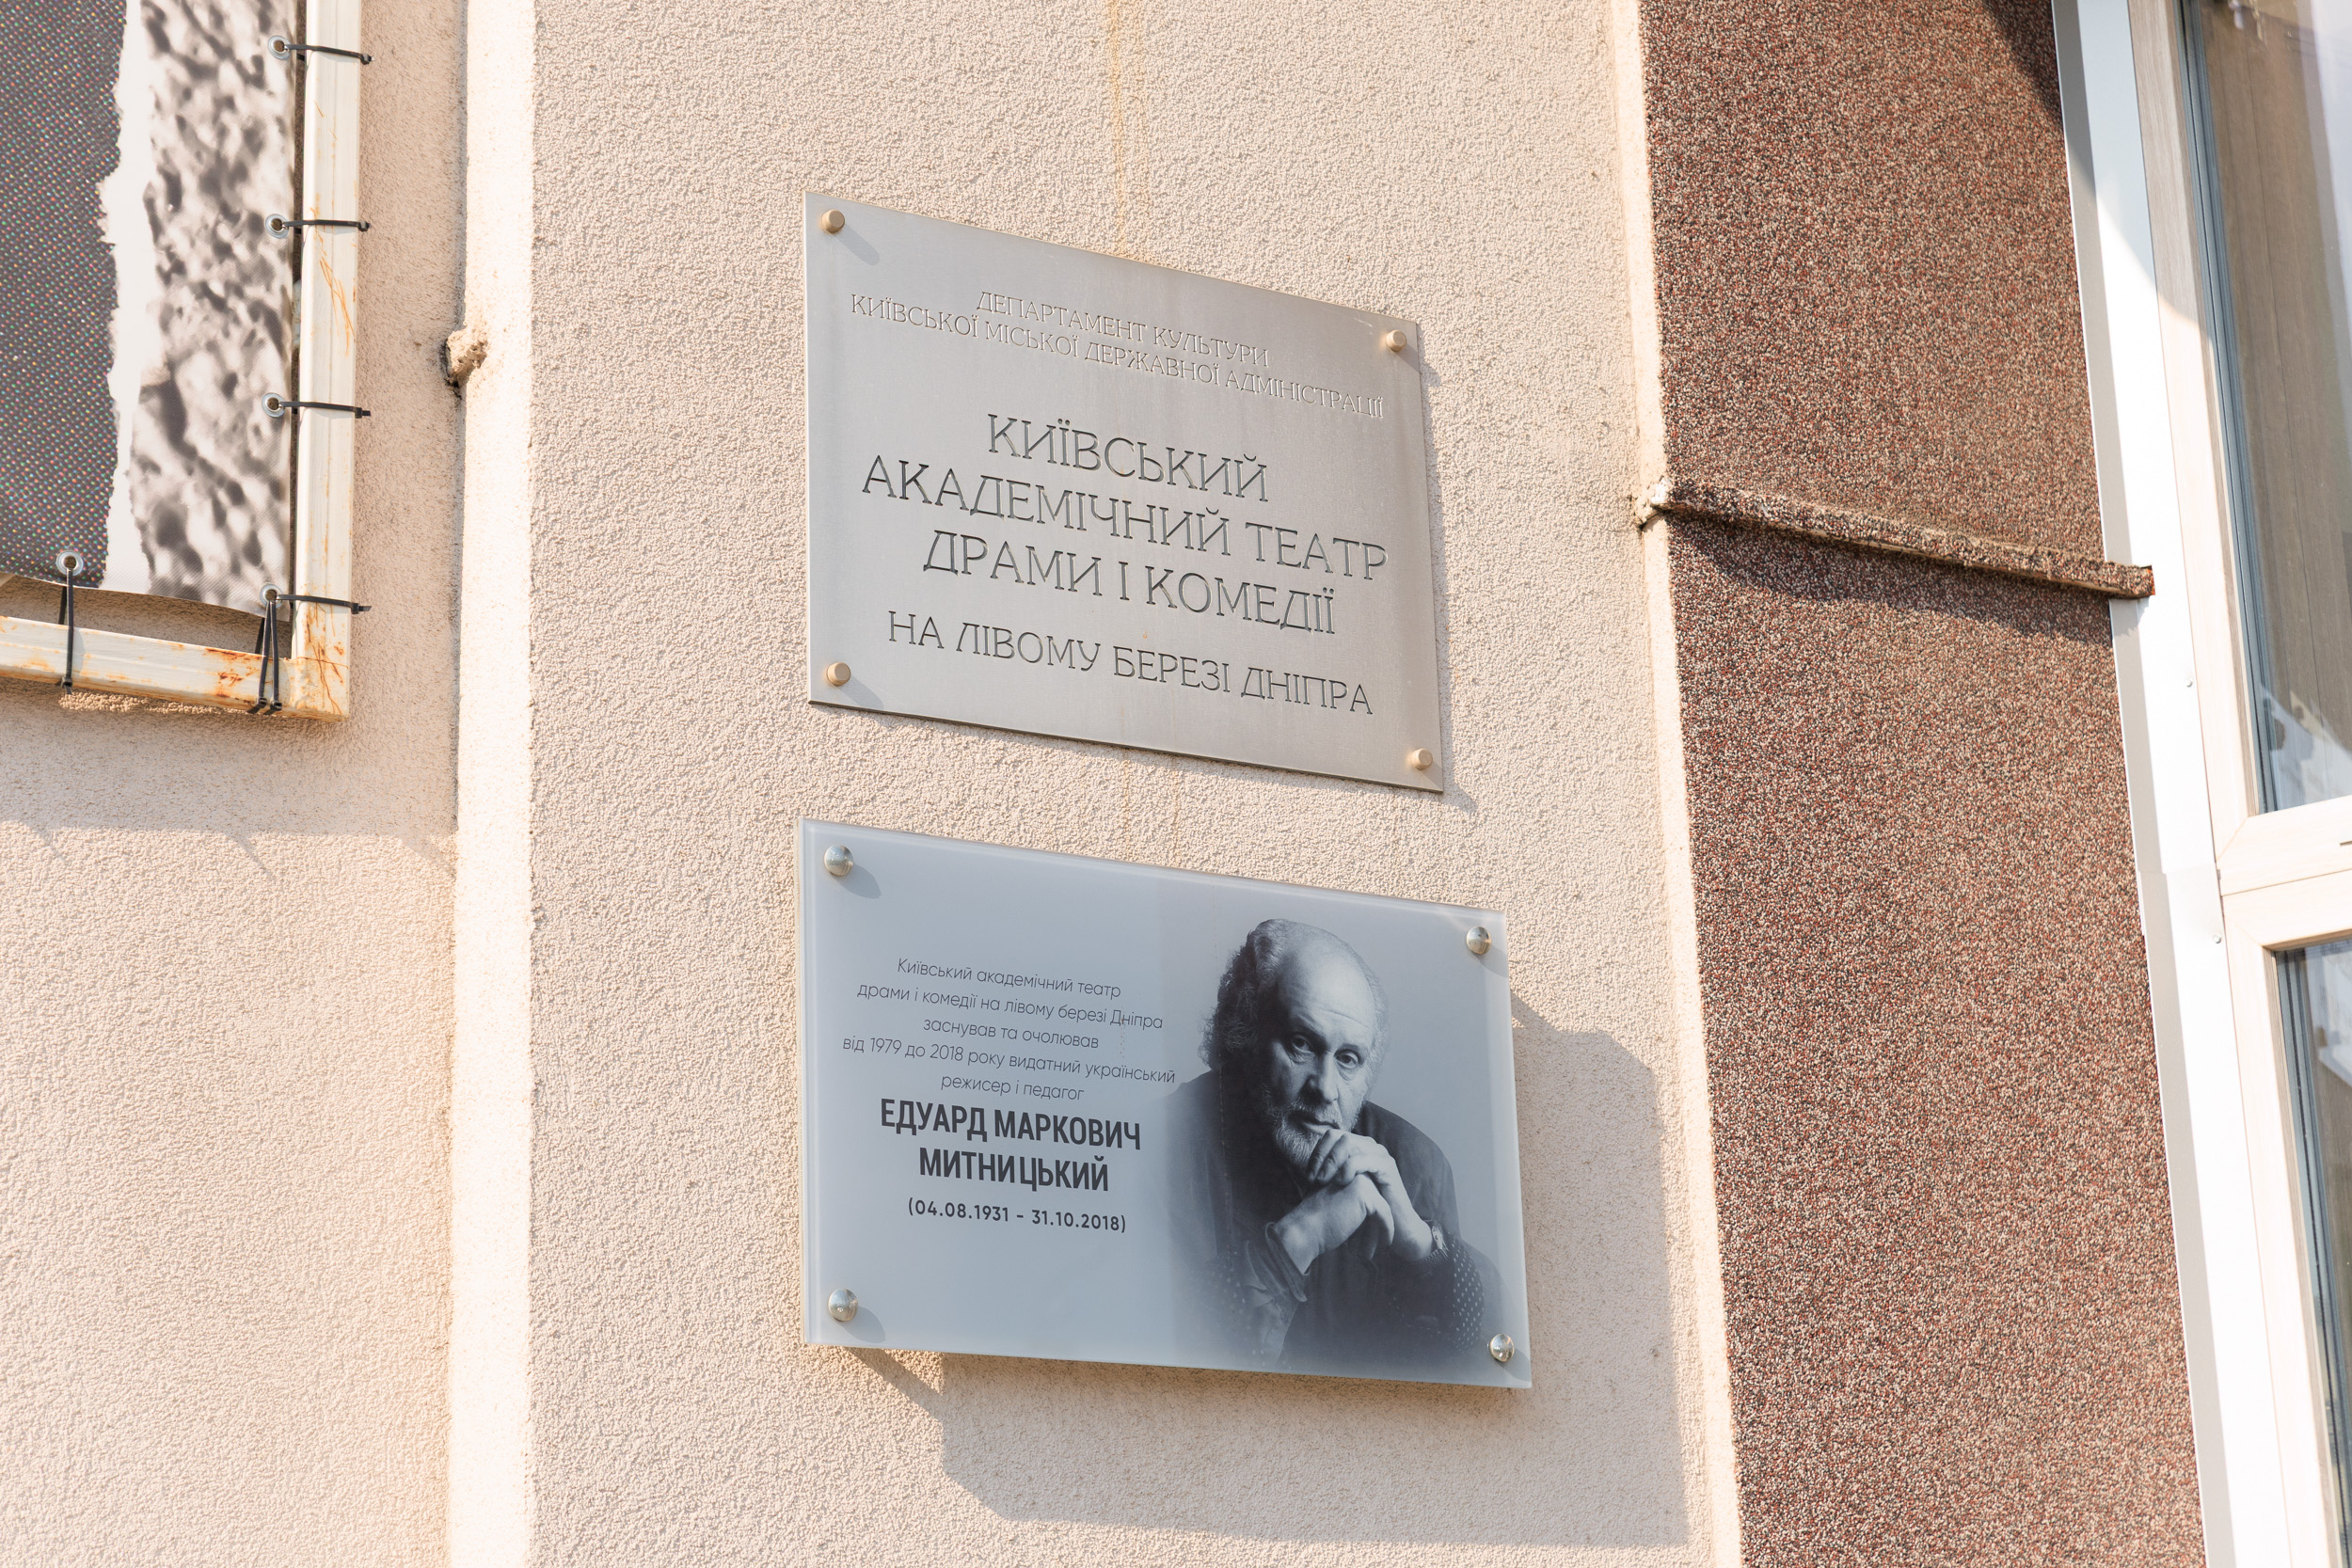 ДЕПАРТАМЕНТ КУЛЬТУРИ
КИЇВСЬКОЇ МІСЬКОЇ ДЕРЖАВНОЇ АДМІНІСТРАЦІЇ
КИЇВСЬКИЙ
АКАДЕМІЧНИЙ ТЕАТР
ДРАМИ І КОМЕДІЇ
НА ЛІВОМУ БЕРЕЗІ ДНІПРА
Київський академічний театр
драми і комедії на лівому березі Дніпра
заснував та очолював
від 1979 до 2018 року видатний український
режисер і педагог
ЕДУАРД МАРКОВИЧ
МИТНИЦЬКИЙ
(04.08.1931 - 31.10.2018)